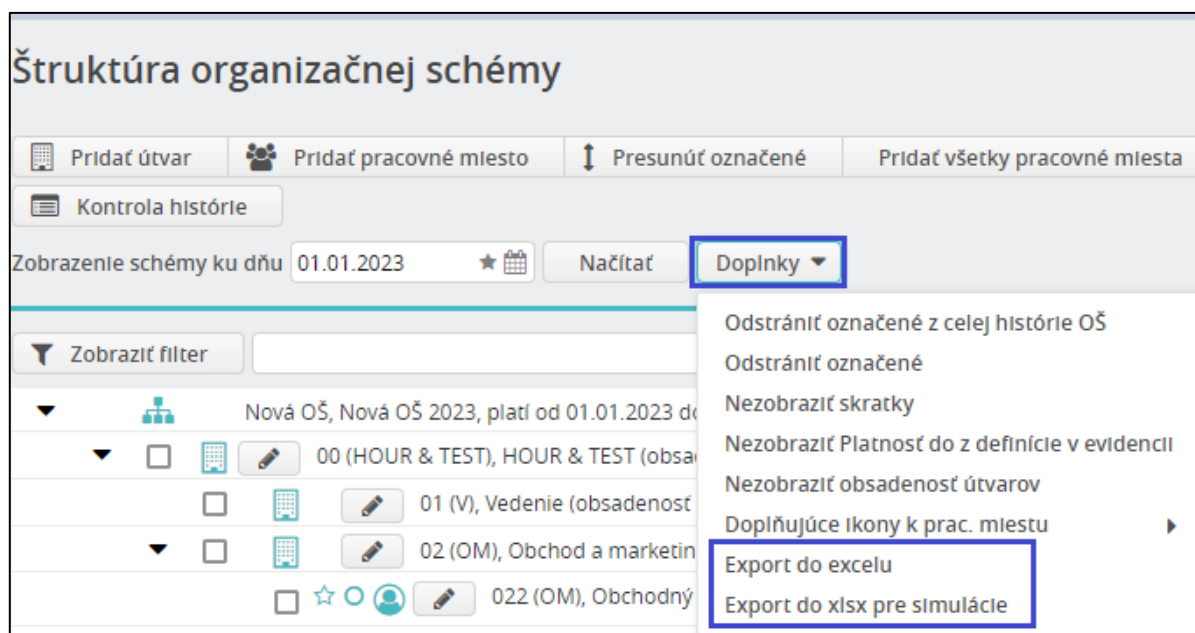 Štruktúra organizačnej schémy
Pridať útvar Pridať pracovné miesto Presunúť označené Pridať všetky pracovné miesta
Kontrola histórie
Zobrazenie schémy ku dňu 01.01.2023 Načítať Doplnky
Odstrániť označené z celej histórie OŠ
Zobraziť filter
Odstrániť označené
Nezobraziť skratky
Nová OŠ, Nová OŠ 2023, platí od 01.01.2023
Nezobraziť Platnosť do z definície v evidencii
00 (HOUR & TEST), HOUR & TEST
Nezobraziť obsadenosť útvarov
01 (V), Vedenie (obsadenosť
Doplňujúce ikony k prac. miestu
02 (OM), Obchod a marketin
Export do excelu
022 (OM), Obchodný
Export do xlsx pre simulácie